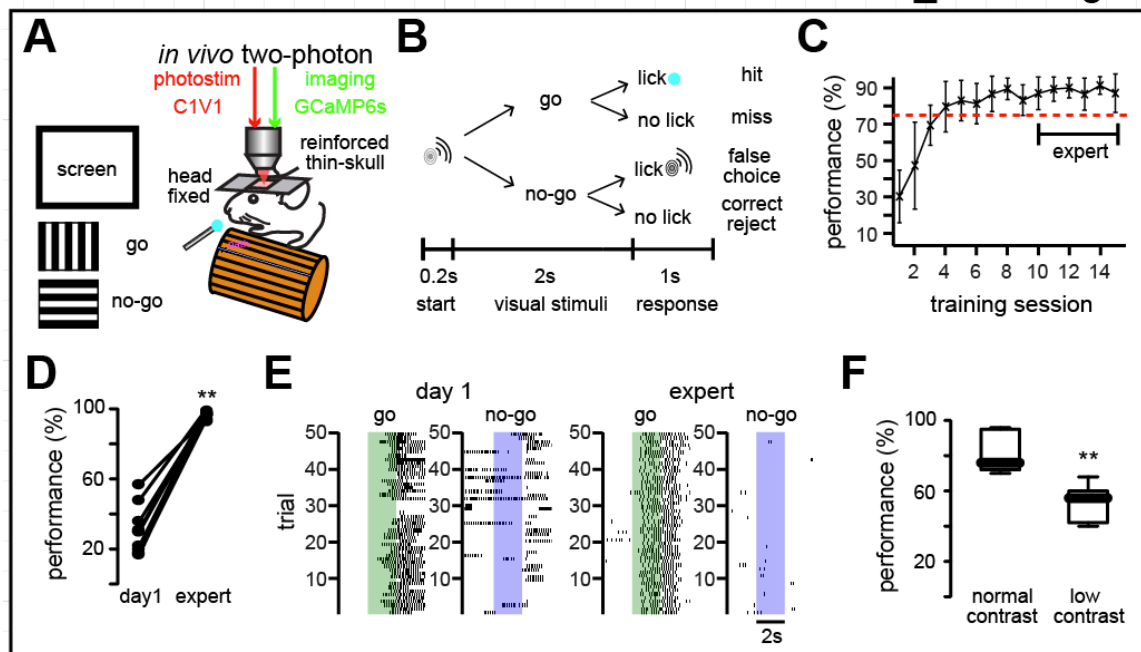 A
in vivo two-photon
photostim
imaging
C1V1
GCaMP6s
reinforced
thin-skull
screen
head
fixed
go
no-go
B
go
no-go
lick
hit
no lick
miss
lick
false
choice
no lick
correct
reject
0.2s
2s
1s
start
visual stimuli
response
C
performance (%)
90
70
50
30
10
2
4
6
8
10
12
14
expert
training session
D
performance (%)
100
60
20
**
day1
expert
E
day 1
expert
go
no-go
go
no-go
trial
50
40
30
20
10
50
40
30
20
10
50
40
30
20
10
50
40
30
20
10
2s
F
performance (%)
100
60
20
**
normal
contrast
low
contrast